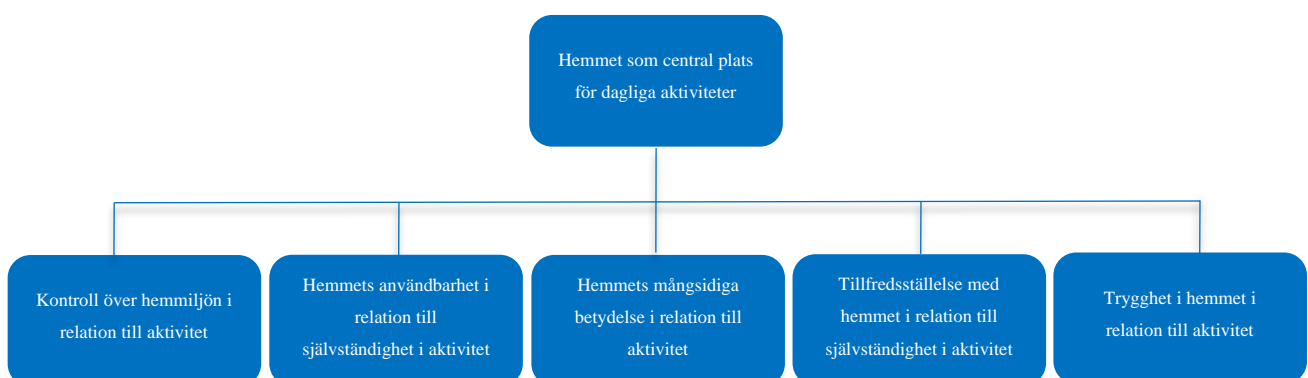 Hemmet som central plats
för dagliga aktiviteter
Kontroll över hemmiljön i
relation till aktivitet
Hemmets användbarhet i
relation till
självständighet i aktivitet
Hemmets mångsidiga
betydelse i relation till
aktivitet
Tillfredsställelse med
hemmet i relation till
självständighet i aktivitet
Trygghet i hemmet i
relation till aktivitet